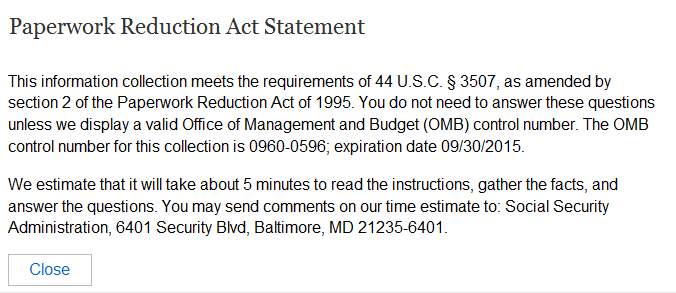 Paperwork Reduction Act Statement
This information collection meets the requirements of 44 U.S.C. § 3507, as amended by
section 2 of the Paperwork Reduction Act of 1995. You do not need to answer these questions
unless we display a valid Office of Management and Budget (OMB) control number. The OMB
control number for this collection is 0960-0596; expiration date 09/30/2015.
We estimate that it will take about 5 minutes to read the instructions, gather the facts, and
answer the questions. You may send comments on our time estimate to: Social Security
Administration, 6401 Security Blvd, Baltimore, MD 21235-6401.
Close